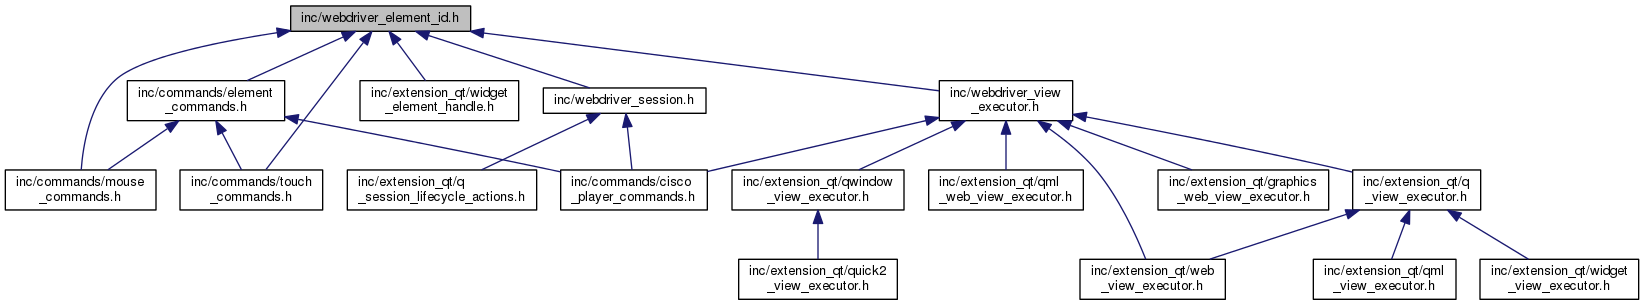 inc/webdriver_element_id.h
inc/commands/element
_commands.h
inc/extension_qt/widget
_element_handle.h
inc/webdriver_session.h
inc/webdriver_view
_executor.h
inc/commands/mouse
_commands.h
inc/commands/touch
_commands.h
inc/extension_qt/q
_session_lifecycle_actions.h
inc/commands/cisco
_player_commands.h
inc/extension_qt/qwindow
_view_executor.h
inc/extension_qt/qml
_web_view_executor.h
inc/extension_qt/graphics
_web_view_executor.h
inc/extension_qt/q
_view_executor.h
inc/extension_qt/quick2
_view_executor.h
inc/extension_qt/web
_view_executor.h
inc/extension_qt/qml
_view_executor.h
inc/extension_qt/widget
_view_executor.h